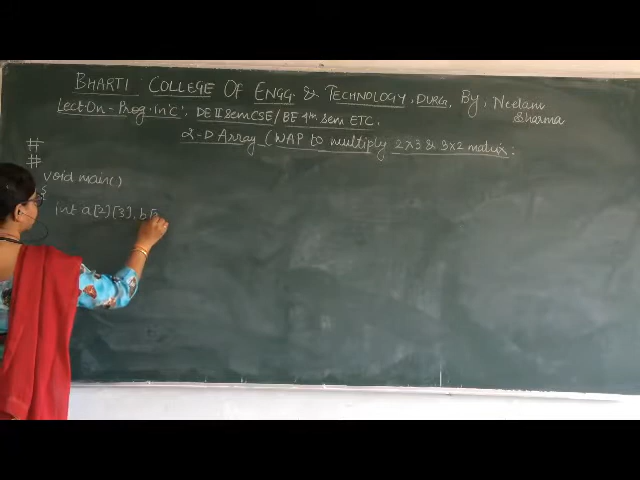 BHARTI COLLEGE OF ENGG. & TECHNOLOGY, DURG, By, Neelam Sharma
Lect.On - Prog. in 'C', DE II Sem CSE / BE 4th Sem ETC.
2-D Array (WAP to multiply 2x3 & 3x2 matrix:
#
#
void main()
{
int a[2][3], b[